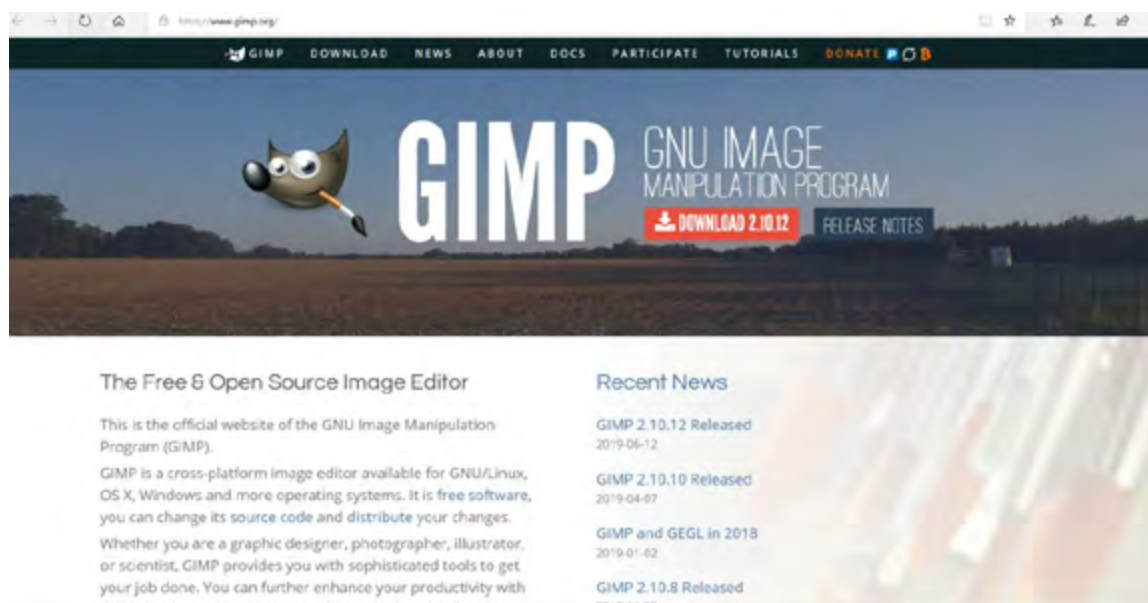 www.gimp.org/
GIMP DOWNLOAD NEWS ABOUT DOCS PARTICIPATE TUTORIALS DONATE
GIMP
GNU IMAGE
MANIPULATION PROGRAM
DOWNLOAD 2.10.12
RELEASE NOTES
The Free & Open Source Image Editor
This is the official website of the GNU Image Manipulation
Program (GIMP).
GIMP is a cross-platform image editor available for GNU/Linux,
OS X, Windows and more operating systems. It is free software,
you can change its source code and distribute your changes.
Whether you are a graphic designer, photographer, illustrator,
or scientist, GIMP provides you with sophisticated tools to get
your job done. You can further enhance your productivity with
Recent News
GIMP 2.10.12 Released
2019-06-12
GIMP 2.10.10 Released
2019-04-07
GIMP and GEGL in 2018
2019-01-02
GIMP 2.10.8 Released